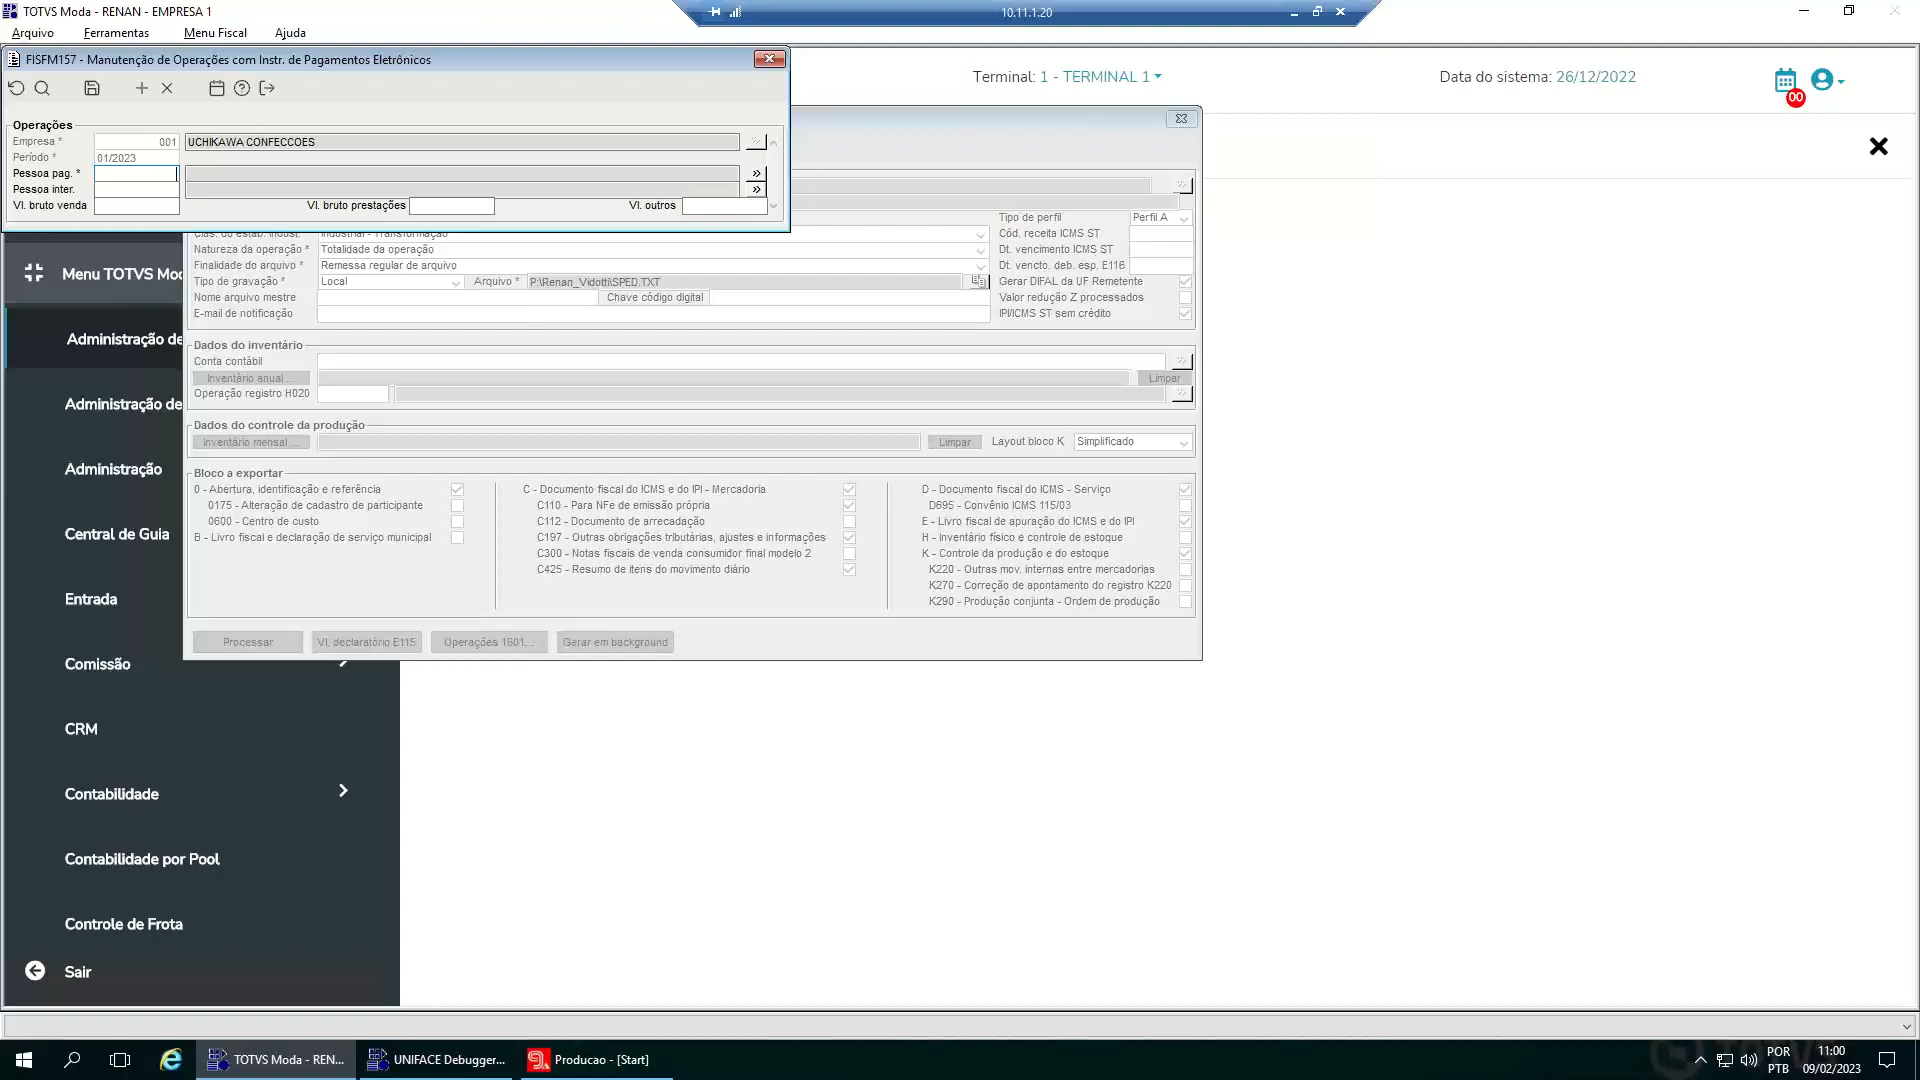 TOTVS Moda - RENAN - EMPRESA 1
10.11.1.20
Arquivo Ferramentas Menu Fiscal Ajuda
FISFM157 - Manutenção de Operações com Instr. de Pagamentos Eletrônicos
Terminal: 1 - TERMINAL 1
Data do sistema: 26/12/2022
00
Operações
Empresa * 001 UCHIKAWA CONFECCOES
Período * 01/2023
Pessoa pag. *
Pessoa inter.
Vl. bruto venda Vl. bruto prestações Vl. outros
Tipo de perfil Perfil A
Clas. do estab. indust. Industrial - Transformação Cód. receita ICMS ST
Natureza da operação * Totalidade da operação Dt. vencimento ICMS ST
Finalidade do arquivo * Remessa regular de arquivo Dt. vencto. deb. esp. E116
Tipo de gravação * Local Arquivo * P:\Renan_Vidotti\SPED.TXT Gerar DIFAL da UF Remetente
Nome arquivo mestre Chave código digital Valor redução Z processados
E-mail de notificação IPI/ICMS ST sem crédito
Dados do inventário
Conta contábil
Inventário anual ... Limpar
Operação registro H020
Dados do controle da produção
Inventário mensal ... Limpar Layout bloco K Simplificado
Bloco a exportar
0 - Abertura, identificação e referência C - Documento fiscal do ICMS e do IPI - Mercadoria D - Documento fiscal do ICMS - Serviço
0175 - Alteração de cadastro de participante C110 - Para NFe de emissão própria D695 - Convênio ICMS 115/03
0600 - Centro de custo C112 - Documento de arrecadação E - Livro fiscal de apuração do ICMS e do IPI
B - Livro fiscal e declaração de serviço municipal C197 - Outras obrigações tributárias, ajustes e informações H - Inventário físico e controle de estoque
C300 - Notas fiscais de venda consumidor final modelo 2 K - Controle da produção e do estoque
C425 - Resumo de itens do movimento diário K220 - Outras mov. internas entre mercadorias
K270 - Correção de apontamento do registro K220
K290 - Produção conjunta - Ordem de produção
Processar Vl. declaratório E115 Operações 1601... Gerar em background
Menu TOTVS Mod
Administração de
Administração de
Administração
Central de Guia
Entrada
Comissão
CRM
Contabilidade
Contabilidade por Pool
Controle de Frota
Sair
TOTVS Moda - REN... UNIFACE Debugger... Producao - [Start]
POR
PTB
11:00
09/02/2023